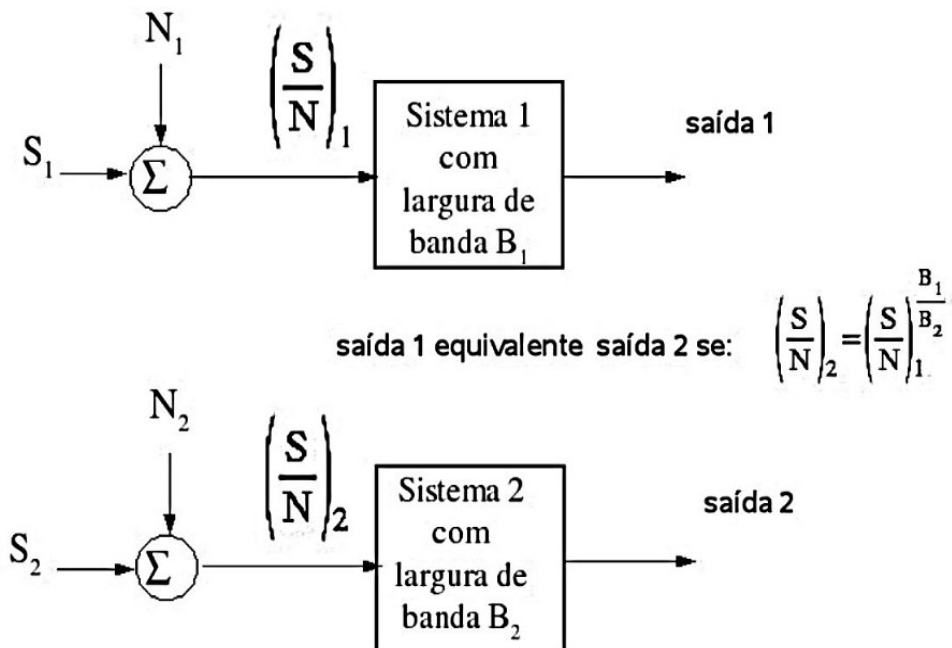 N₁
(S/N)₁
S₁
Σ
Sistema 1
com
largura de
banda B₁
saída 1
saída 1 equivalente saída 2 se: (S/N)₂ = (S/N)₁^(B₁/B₂)
N₂
(S/N)₂
S₂
Σ
Sistema 2
com
largura de
banda B₂
saída 2